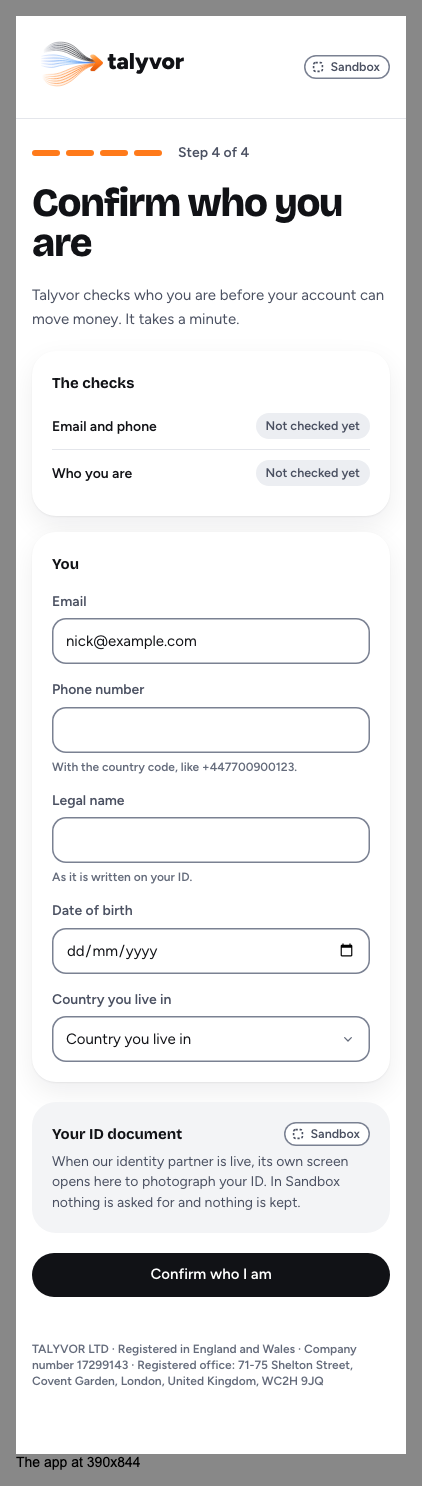 talyvor
Sandbox
Step 4 of 4
Confirm who you
are
Talyvor checks who you are before your account can
move money. It takes a minute.
The checks
Email and phone
Not checked yet
Who you are
Not checked yet
You
Email
nick@example.com
Phone number
With the country code, like +447700900123.
Legal name
As it is written on your ID.
Date of birth
dd/mm/yyyy
Country you live in
Country you live in
Your ID document
Sandbox
When our identity partner is live, its own screen
opens here to photograph your ID. In Sandbox
nothing is asked for and nothing is kept.
Confirm who I am
TALYVOR LTD · Registered in England and Wales · Company
number 17299143 · Registered office: 71-75 Shelton Street,
Covent Garden, London, United Kingdom, WC2H 9JQ
The app at 390x844